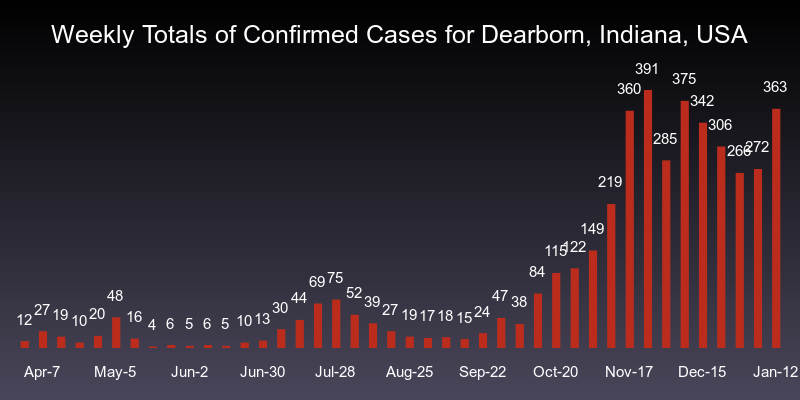 Weekly Totals of Confirmed Cases for Dearborn, Indiana, USA
12 27 19 10 20 48 16 4 6 5 6 5 10 13 30 44 69 75 52 39 27 19 17 18 15 24 47 38 84 115 122 149 219 360 391 285 375 342 306 266 272 363
Apr-7 May-5 Jun-2 Jun-30 Jul-28 Aug-25 Sep-22 Oct-20 Nov-17 Dec-15 Jan-12